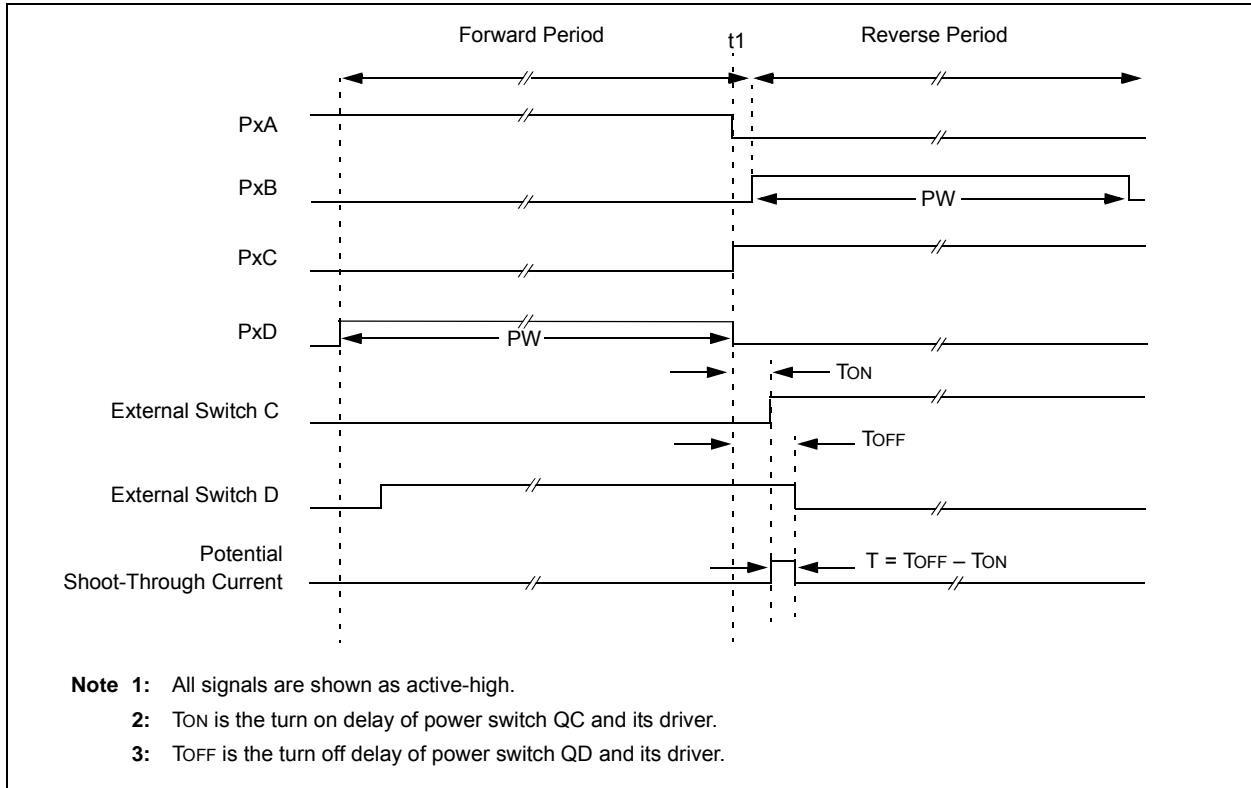 Forward Period
t1
Reverse Period
PxA
PxB
PW
PxC
PxD
PW
TON
External Switch C
TOFF
External Switch D
Potential
Shoot-Through Current
T = TOFF – TON
Note 1: All signals are shown as active-high.
2: TON is the turn on delay of power switch QC and its driver.
3: TOFF is the turn off delay of power switch QD and its driver.